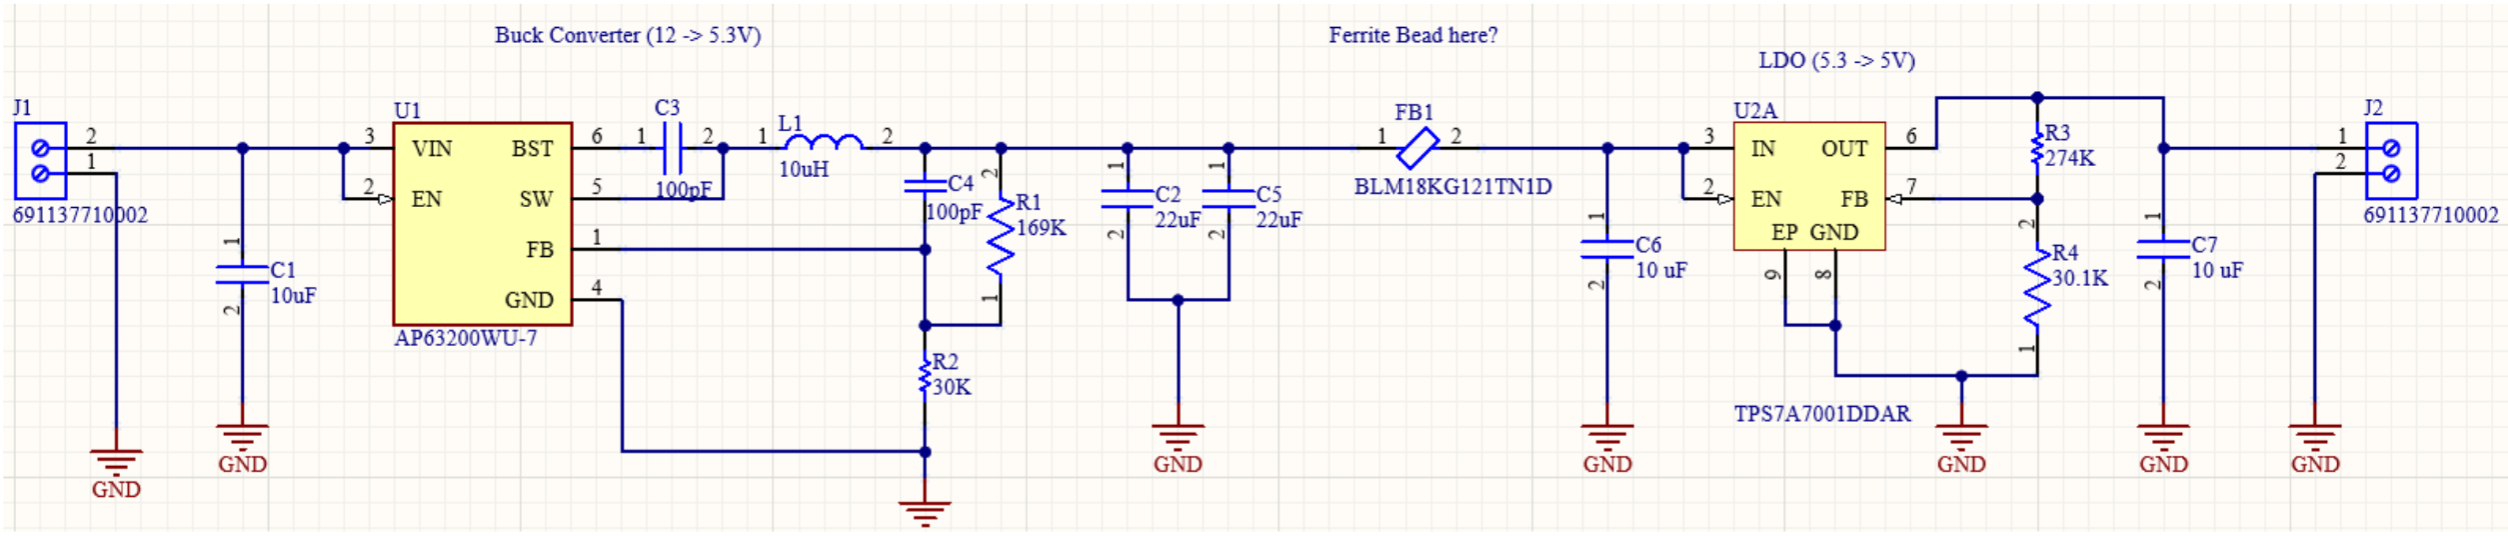 Buck Converter (12 -> 5.3V)
Ferrite Bead here?
LDO (5.3 -> 5V)
J1
2
1
691137710002
GND
1
C1
10uF
2
GND
U1
3 VIN
2 EN
BST 6
SW 5
FB 1
GND 4
AP63200WU-7
C3
1 2
100pF
L1
1 2
10uH
C4
100pF
2
R1
169K
1
R2
30K
1
C2
22uF
2
1
C5
22uF
2
GND
FB1
1 2
BLM18KG121TN1D
1
C6
10 uF
2
GND
U2A
3 IN
2 EN
OUT 6
FB 7
EP GND
9 8
TPS7A7001DDAR
R3
274K
2
R4
30.1K
1
GND
1
C7
10 uF
2
GND
J2
1
2
691137710002
GND